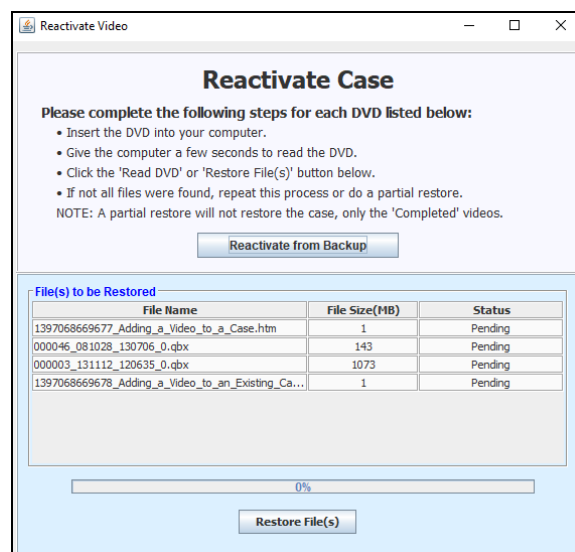 Reactivate Video
Reactivate Case
Please complete the following steps for each DVD listed below:
• Insert the DVD into your computer.
• Give the computer a few seconds to read the DVD.
• Click the 'Read DVD' or 'Restore File(s)' button below.
• If not all files were found, repeat this process or do a partial restore.
NOTE: A partial restore will not restore the case, only the 'Completed' videos.
Reactivate from Backup
File(s) to be Restored
File Name File Size(MB) Status
1397068669677_Adding_a_Video_to_a_Case.htm 1 Pending
000046_081028_130706_0.qbx 143 Pending
000003_131112_120635_0.qbx 1073 Pending
1397068669678_Adding_a_Video_to_an_Existing_Ca... 1 Pending
0%
Restore File(s)